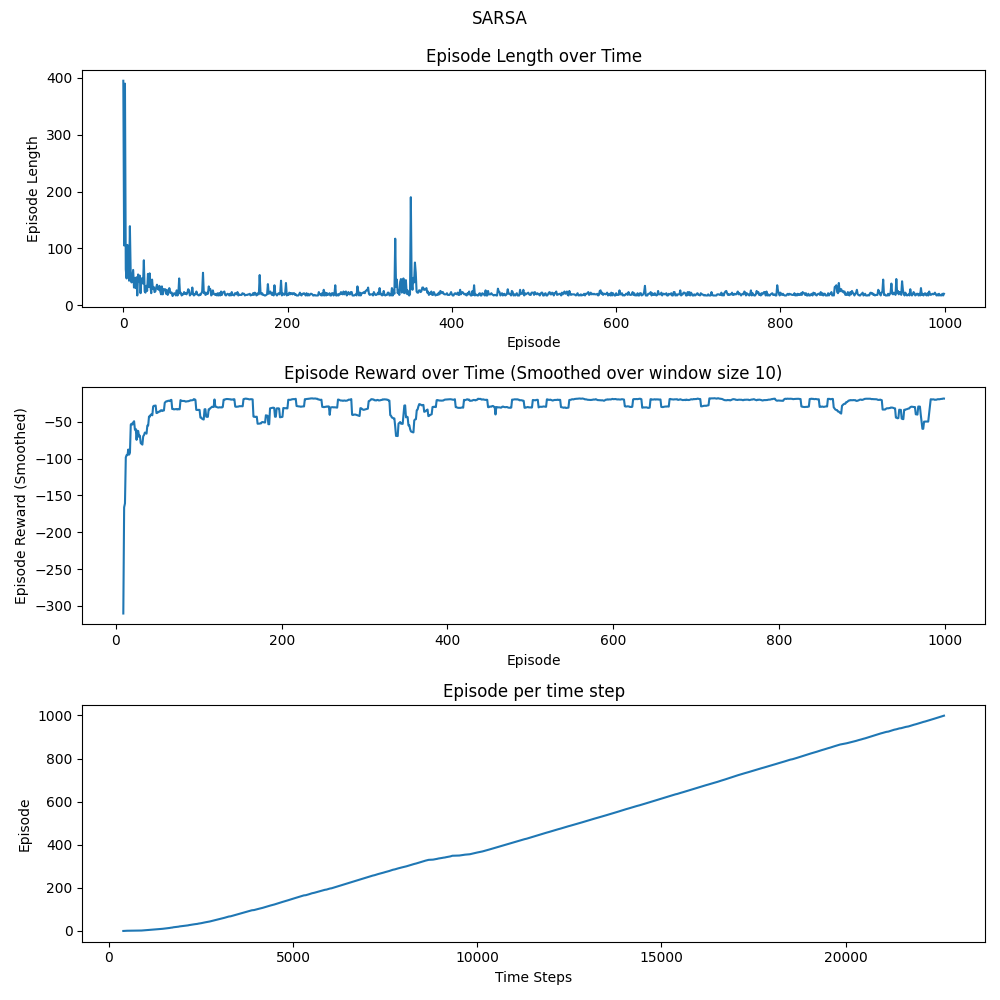 SARSA
Episode Length over Time
400
300
200
100
0
Episode Length
0 200 400 600 800 1000
Episode
Episode Reward over Time (Smoothed over window size 10)
−50
−100
−150
−200
−250
−300
Episode Reward (Smoothed)
0 200 400 600 800 1000
Episode
Episode per time step
1000
800
600
400
200
0
Episode
0 5000 10000 15000 20000
Time Steps